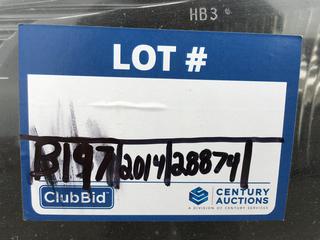 HB3
LOT #
B197/2014/28874/
ClubBid
CENTURY
AUCTIONS
A DIVISION OF CENTURY SERVICES